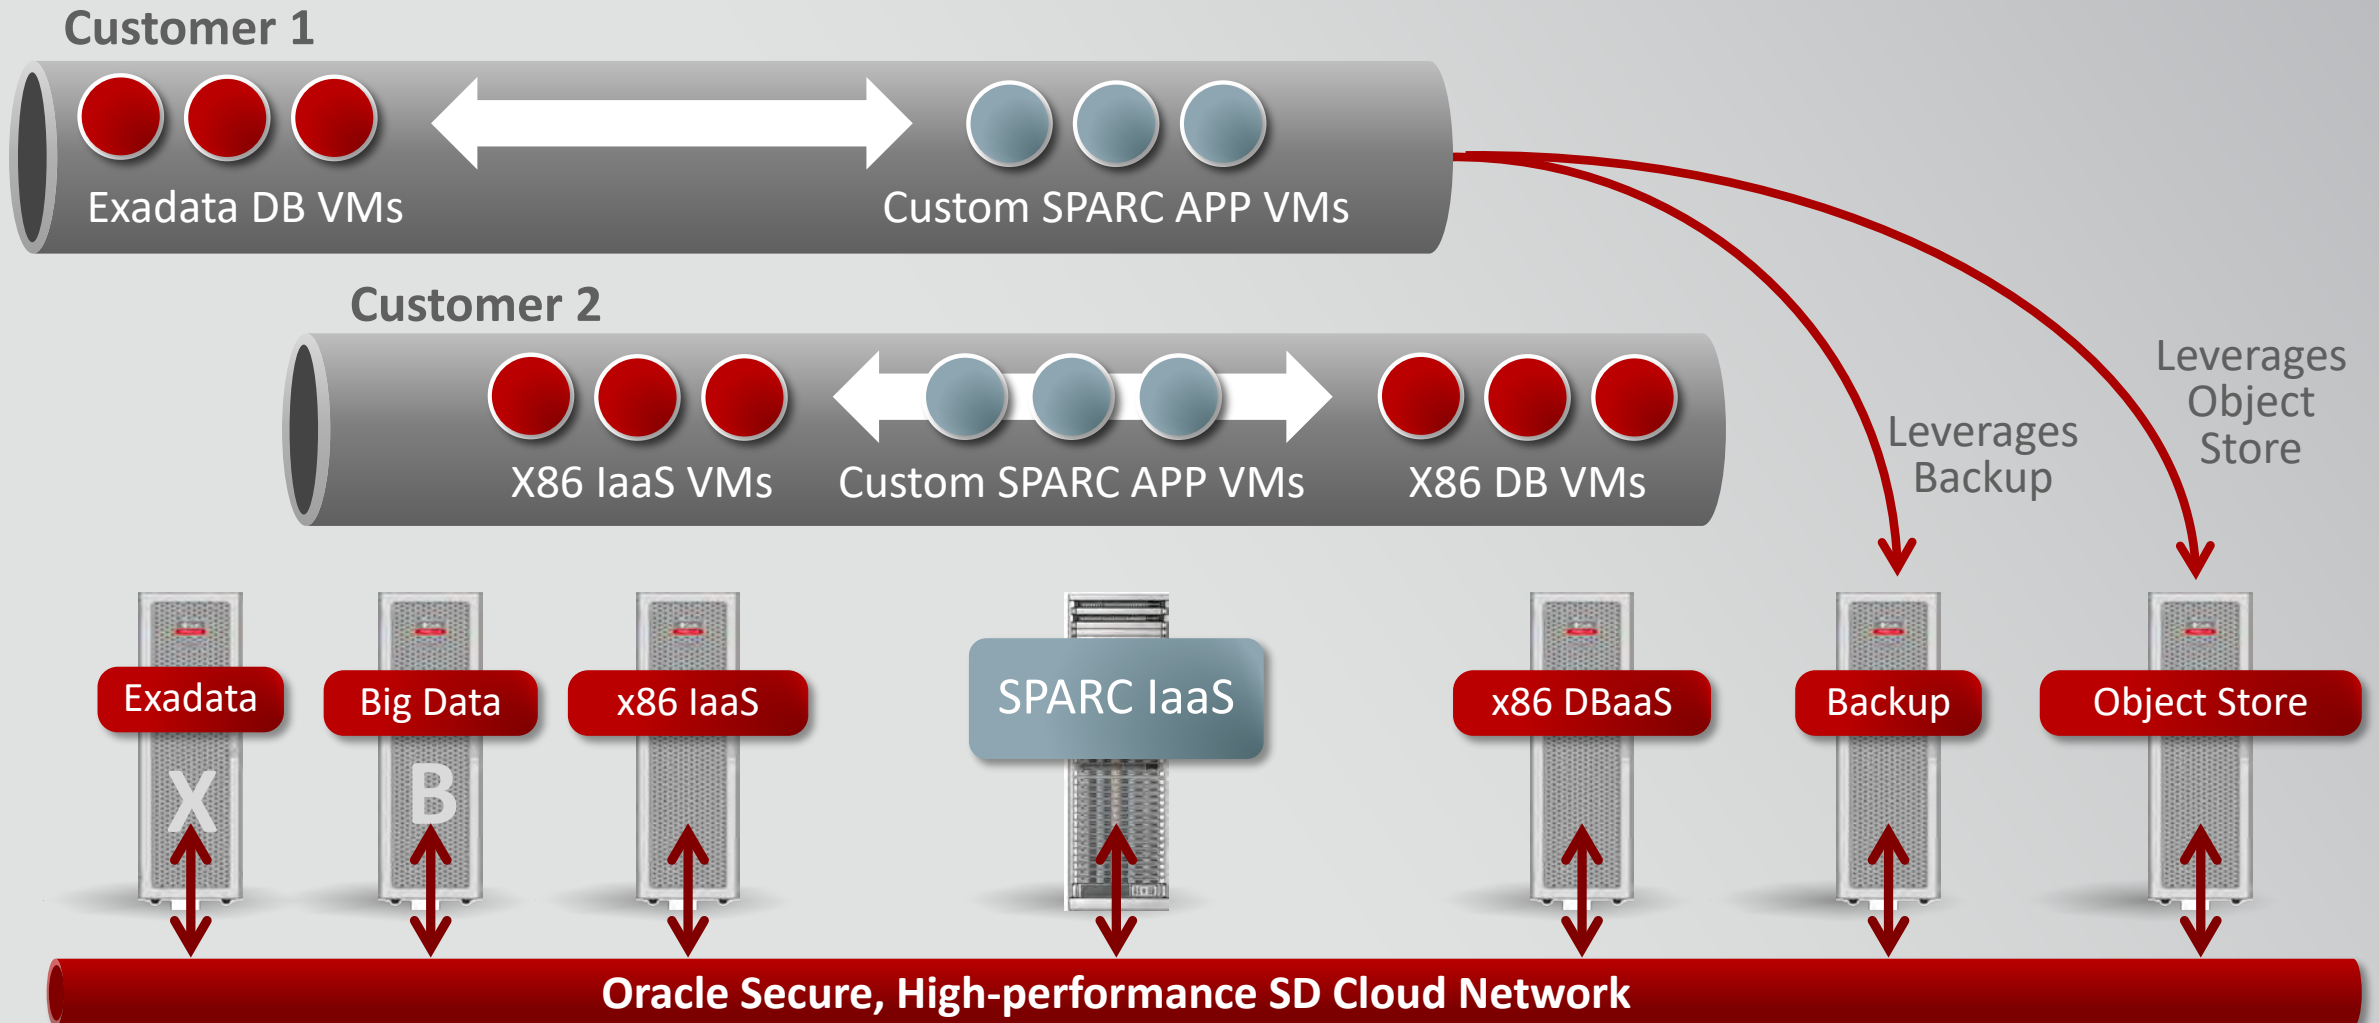 Customer 1
Exadata DB VMs
Custom SPARC APP VMs
Customer 2
X86 IaaS VMs
Custom SPARC APP VMs
X86 DB VMs
Leverages
Backup
Leverages
Object
Store
Exadata
Big Data
x86 IaaS
SPARC IaaS
x86 DBaaS
Backup
Object Store
X
B
Oracle Secure, High-performance SD Cloud Network